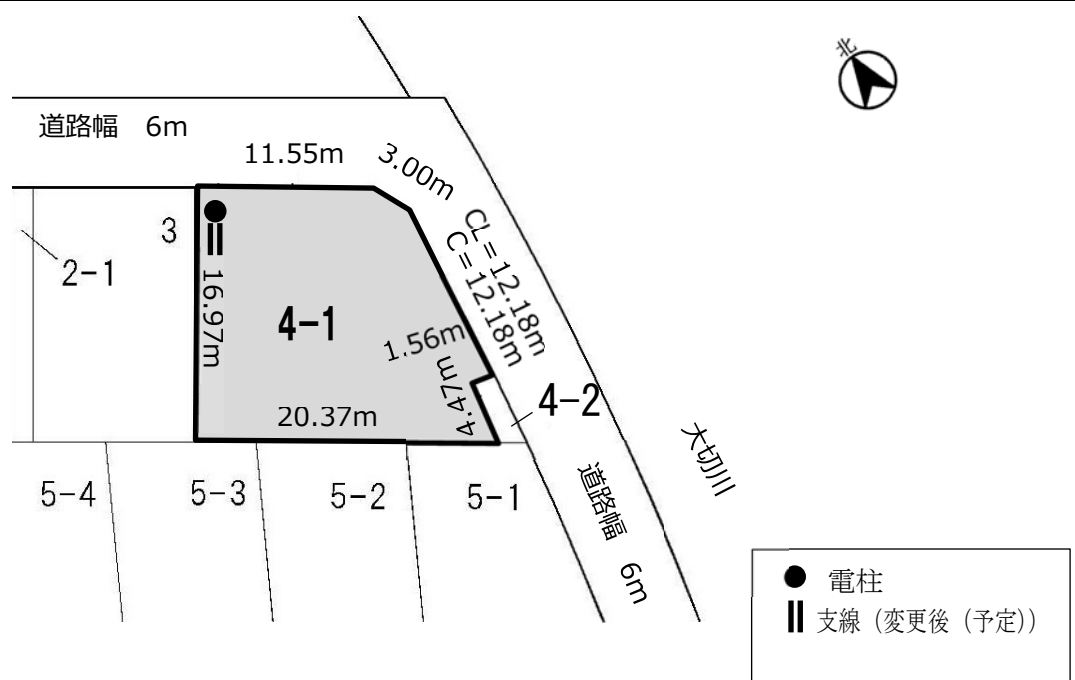 北
道路幅　6m
11.55m
3.00m
CL=12.18m
C=12.18m
3
2-1
16.97m
4-1
1.56m
4.47m
4-2
20.37m
大切川
5-4
5-3
5-2
5-1
道路幅　6m
電柱
支線（変更後（予定））